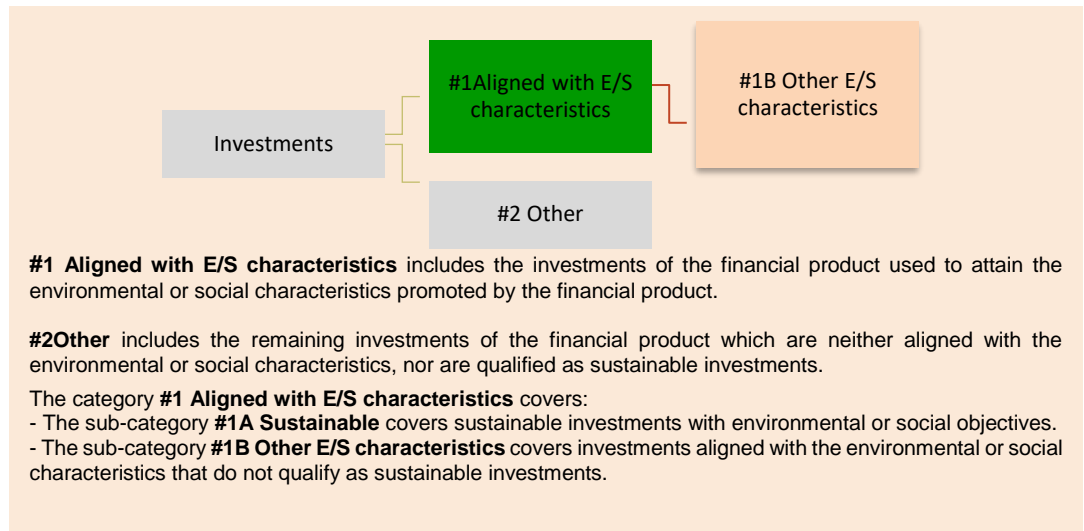 #1Aligned with E/S
characteristics
#1B Other E/S
characteristics
Investments
#2 Other
#1 Aligned with E/S characteristics includes the investments of the financial product used to attain the
environmental or social characteristics promoted by the financial product.
#2Other includes the remaining investments of the financial product which are neither aligned with the
environmental or social characteristics, nor are qualified as sustainable investments.
The category #1 Aligned with E/S characteristics covers:
- The sub-category #1A Sustainable covers sustainable investments with environmental or social objectives.
- The sub-category #1B Other E/S characteristics covers investments aligned with the environmental or social
characteristics that do not qualify as sustainable investments.